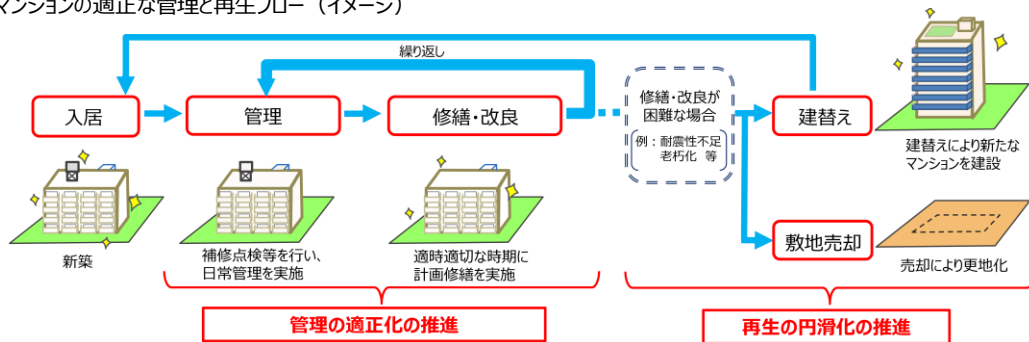 マンションの適正な管理と再生フロー（イメージ）
繰り返し
入居
管理
修繕・改良
修繕・改良が
困難な場合
例：耐震性不足
老朽化 等
建替え
建替えにより新たな
マンションを建設
新築
補修点検等を行い、
日常管理を実施
適時適切な時期に
計画修繕を実施
敷地売却
売却により更地化
管理の適正化の推進
再生の円滑化の推進